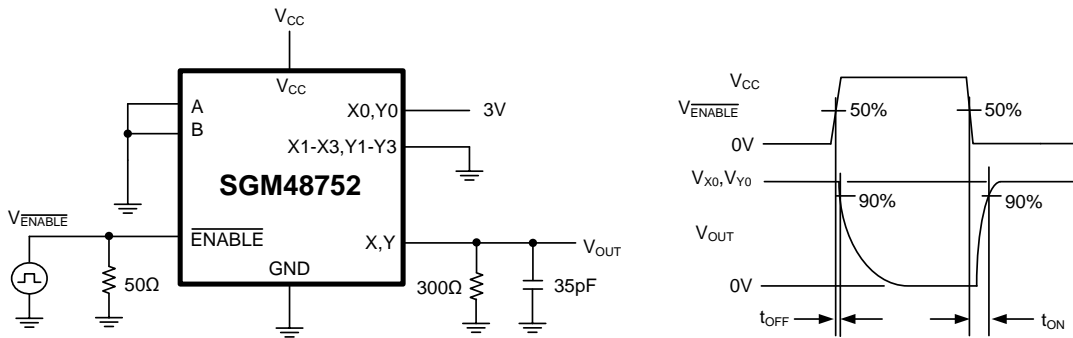 VCC
VCC
A
B
X0,Y0
3V
X1-X3,Y1-Y3
SGM48752
VENABLE
ENABLE
X,Y
VOUT
GND
50Ω
300Ω
35pF
VCC
VENABLE
50%
50%
0V
VX0,VY0
90%
90%
VOUT
0V
tOFF
tON